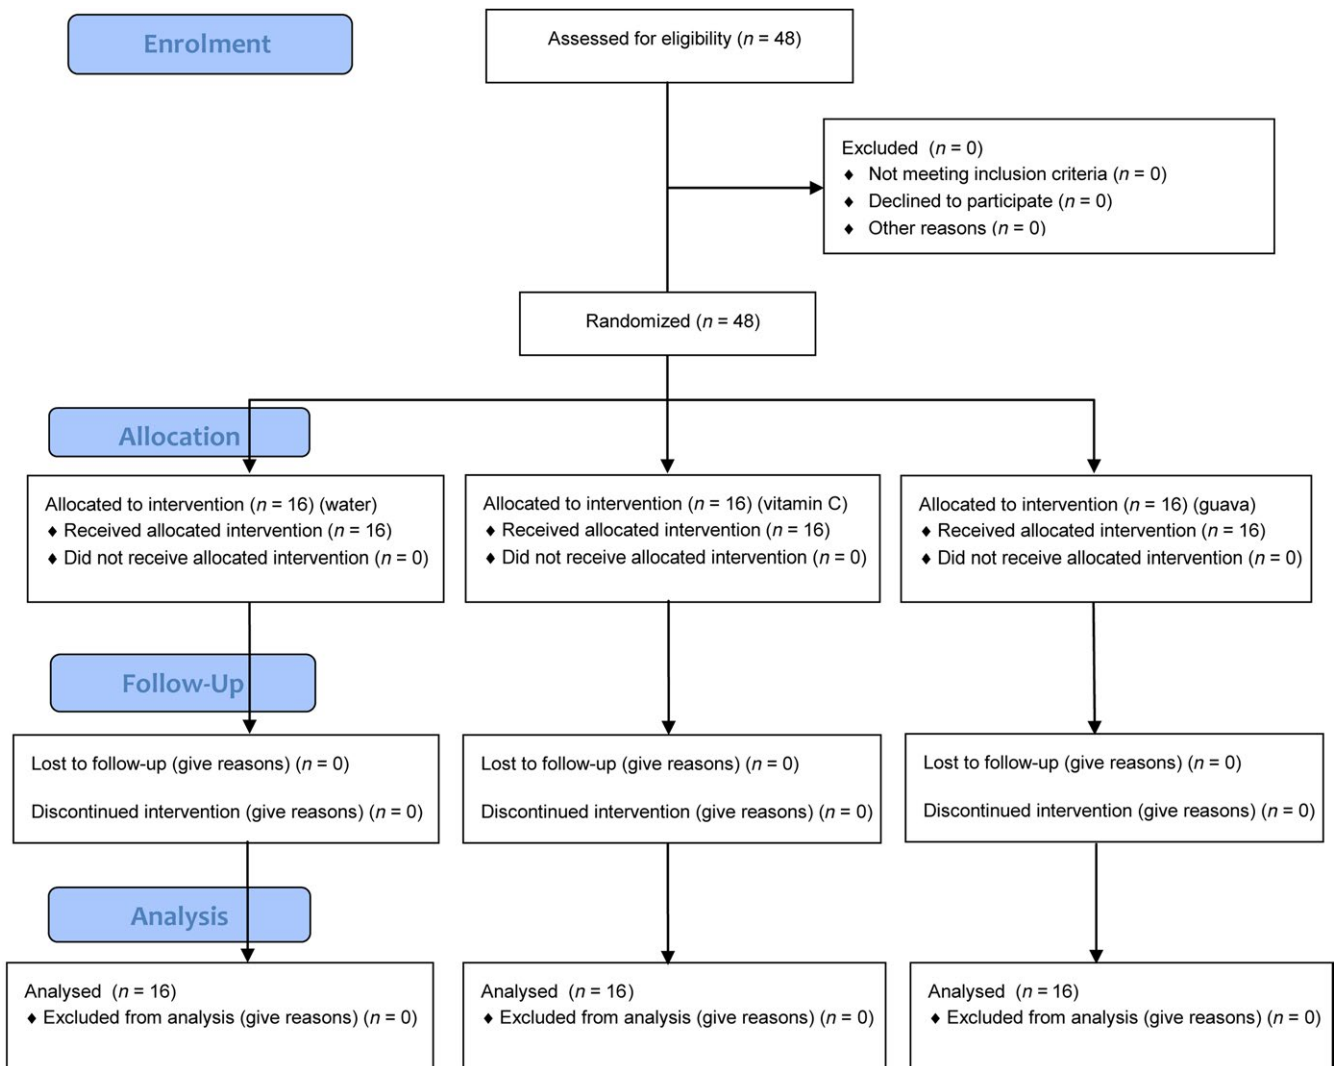 Enrolment
Assessed for eligibility (n = 48)
Excluded (n = 0)
♦ Not meeting inclusion criteria (n = 0)
♦ Declined to participate (n = 0)
♦ Other reasons (n = 0)
Randomized (n = 48)
Allocation
Allocated to intervention (n = 16) (water)
♦ Received allocated intervention (n = 16)
♦ Did not receive allocated intervention (n = 0)
Allocated to intervention (n = 16) (vitamin C)
♦ Received allocated intervention (n = 16)
♦ Did not receive allocated intervention (n = 0)
Allocated to intervention (n = 16) (guava)
♦ Received allocated intervention (n = 16)
♦ Did not receive allocated intervention (n = 0)
Follow-Up
Lost to follow-up (give reasons) (n = 0)
Discontinued intervention (give reasons) (n = 0)
Lost to follow-up (give reasons) (n = 0)
Discontinued intervention (give reasons) (n = 0)
Lost to follow-up (give reasons) (n = 0)
Discontinued intervention (give reasons) (n = 0)
Analysis
Analysed (n = 16)
♦ Excluded from analysis (give reasons) (n = 0)
Analysed (n = 16)
♦ Excluded from analysis (give reasons) (n = 0)
Analysed (n = 16)
♦ Excluded from analysis (give reasons) (n = 0)